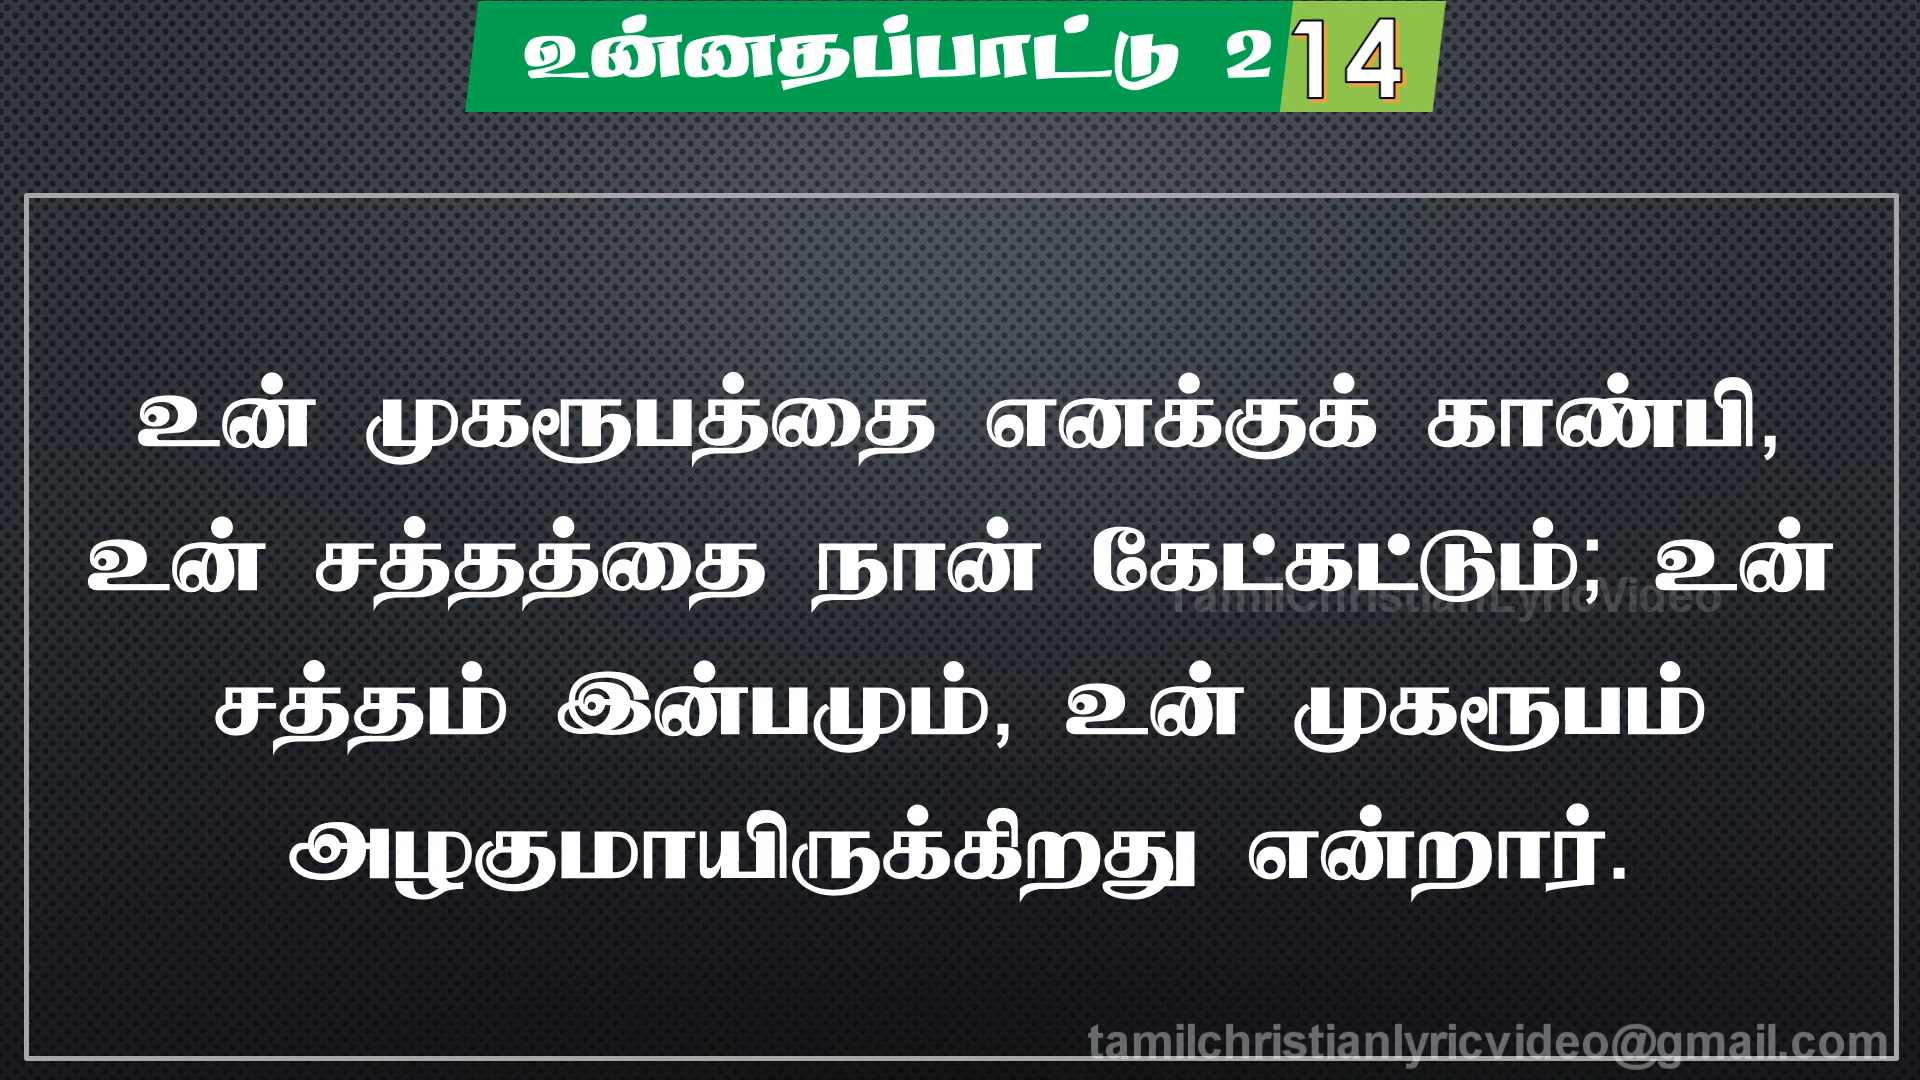 உன்னதப்பாட்டு 2 14
உன் முகரூபத்தை எனக்குக் காண்பி,
உன் சத்தத்தை நான் கேட்கட்டும்; உன்
TamilChristianLyricVideo
சத்தம் இன்பமும், உன் முகரூபம்
அழகுமாயிருக்கிறது என்றார்.
tamilchristianlyricvideo@gmail.com